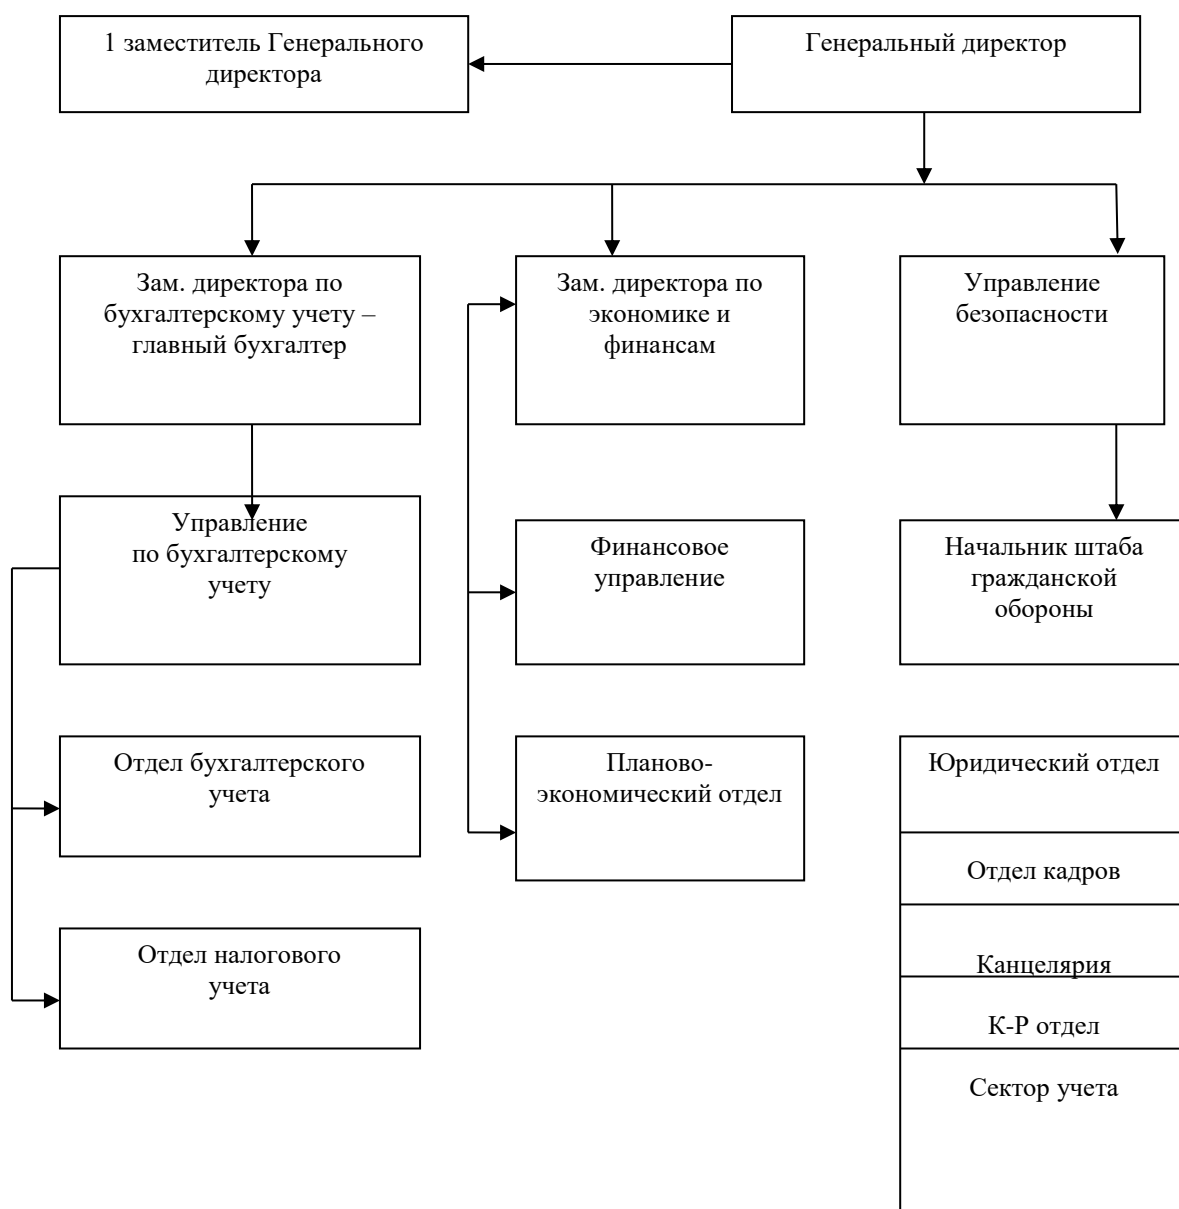 1 заместитель Генерального
директора
Генеральный директор
Зам. директора по
бухгалтерскому учету –
главный бухгалтер
Зам. директора по
экономике и
финансам
Управление
безопасности
Управление
по бухгалтерскому
учету
Финансовое
управление
Начальник штаба
гражданской
обороны
Отдел бухгалтерского
учета
Планово-
экономический отдел
Юридический отдел
Отдел кадров
Отдел налогового
учета
Канцелярия
К-Р отдел
Сектор учета